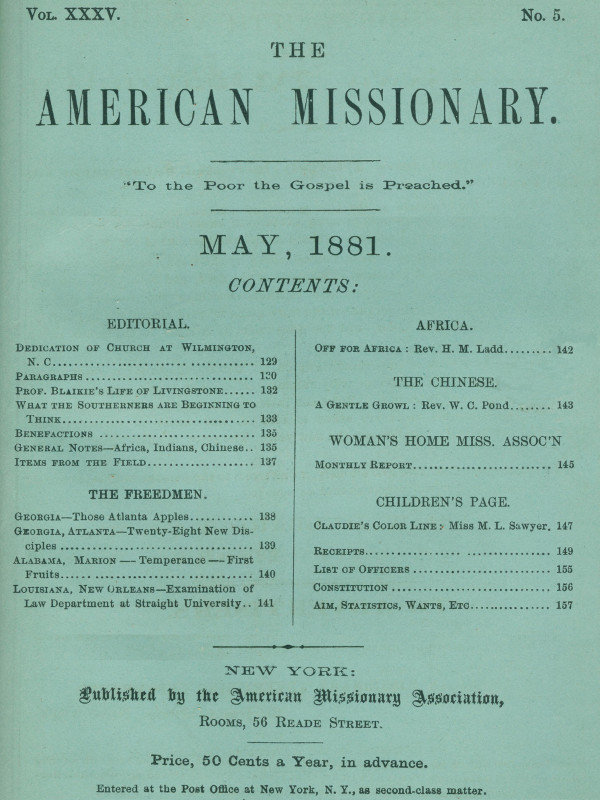 VOL. XXXV. No. 5.
THE
AMERICAN MISSIONARY.
"To the Poor the Gospel is Preached."
MAY, 1881.
CONTENTS:
EDITORIAL.
DEDICATION OF CHURCH AT WILMINGTON,
N. C. 129
PARAGRAPHS 130
PROF. BLAIKIE'S LIFE OF LIVINGSTONE 132
WHAT THE SOUTHERNERS ARE BEGINNING TO
THINK 133
BENEFACTIONS 135
GENERAL NOTES—Africa, Indians, Chinese.. 135
ITEMS FROM THE FIELD 137
THE FREEDMEN.
GEORGIA—Those Atlanta Apples 138
GEORGIA, ATLANTA—Twenty-Eight New Dis-
ciples 139
ALABAMA, MARION—Temperance—First
Fruits 140
LOUISIANA, NEW ORLEANS—Examination of
Law Department at Straight University.. 141
AFRICA.
OFF FOR AFRICA: Rev. H. M. Ladd 142
THE CHINESE.
A GENTLE GROWL: Rev. W. C. Pond 143
WOMAN'S HOME MISS. ASSOC'N
MONTHLY REPORT 145
CHILDREN'S PAGE.
CLAUDIE'S COLOR LINE: Miss M. L. Sawyer. 147
RECEIPTS 149
LIST OF OFFICERS 155
CONSTITUTION 156
AIM, STATISTICS, WANTS, ETC 157
NEW YORK:
Published by the American Missionary Association,
ROOMS, 56 READE STREET.
Price, 50 Cents a Year, in advance.
Entered at the Post Office at New York, N. Y., as second-class matter.